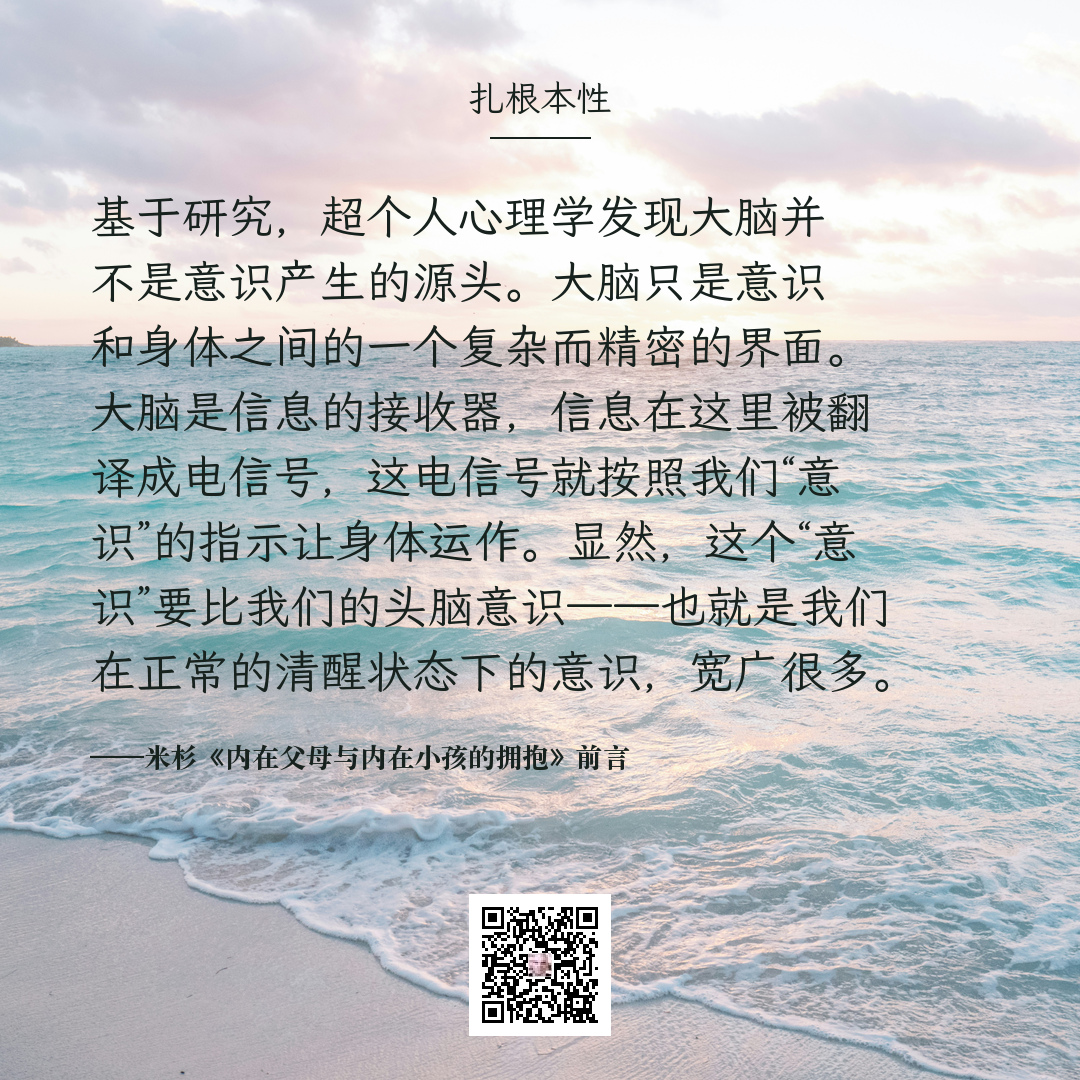 扎根本性
基于研究，超个人心理学发现大脑并
不是意识产生的源头。大脑只是意识
和身体之间的一个复杂而精密的界面。
大脑是信息的接收器，信息在这里被翻
译成电信号，这电信号就按照我们“意
识”的指示让身体运作。显然，这个“意
识”要比我们的头脑意识——也就是我们
在正常的清醒状态下的意识，宽广很多。
——米杉《内在父母与内在小孩的拥抱》前言